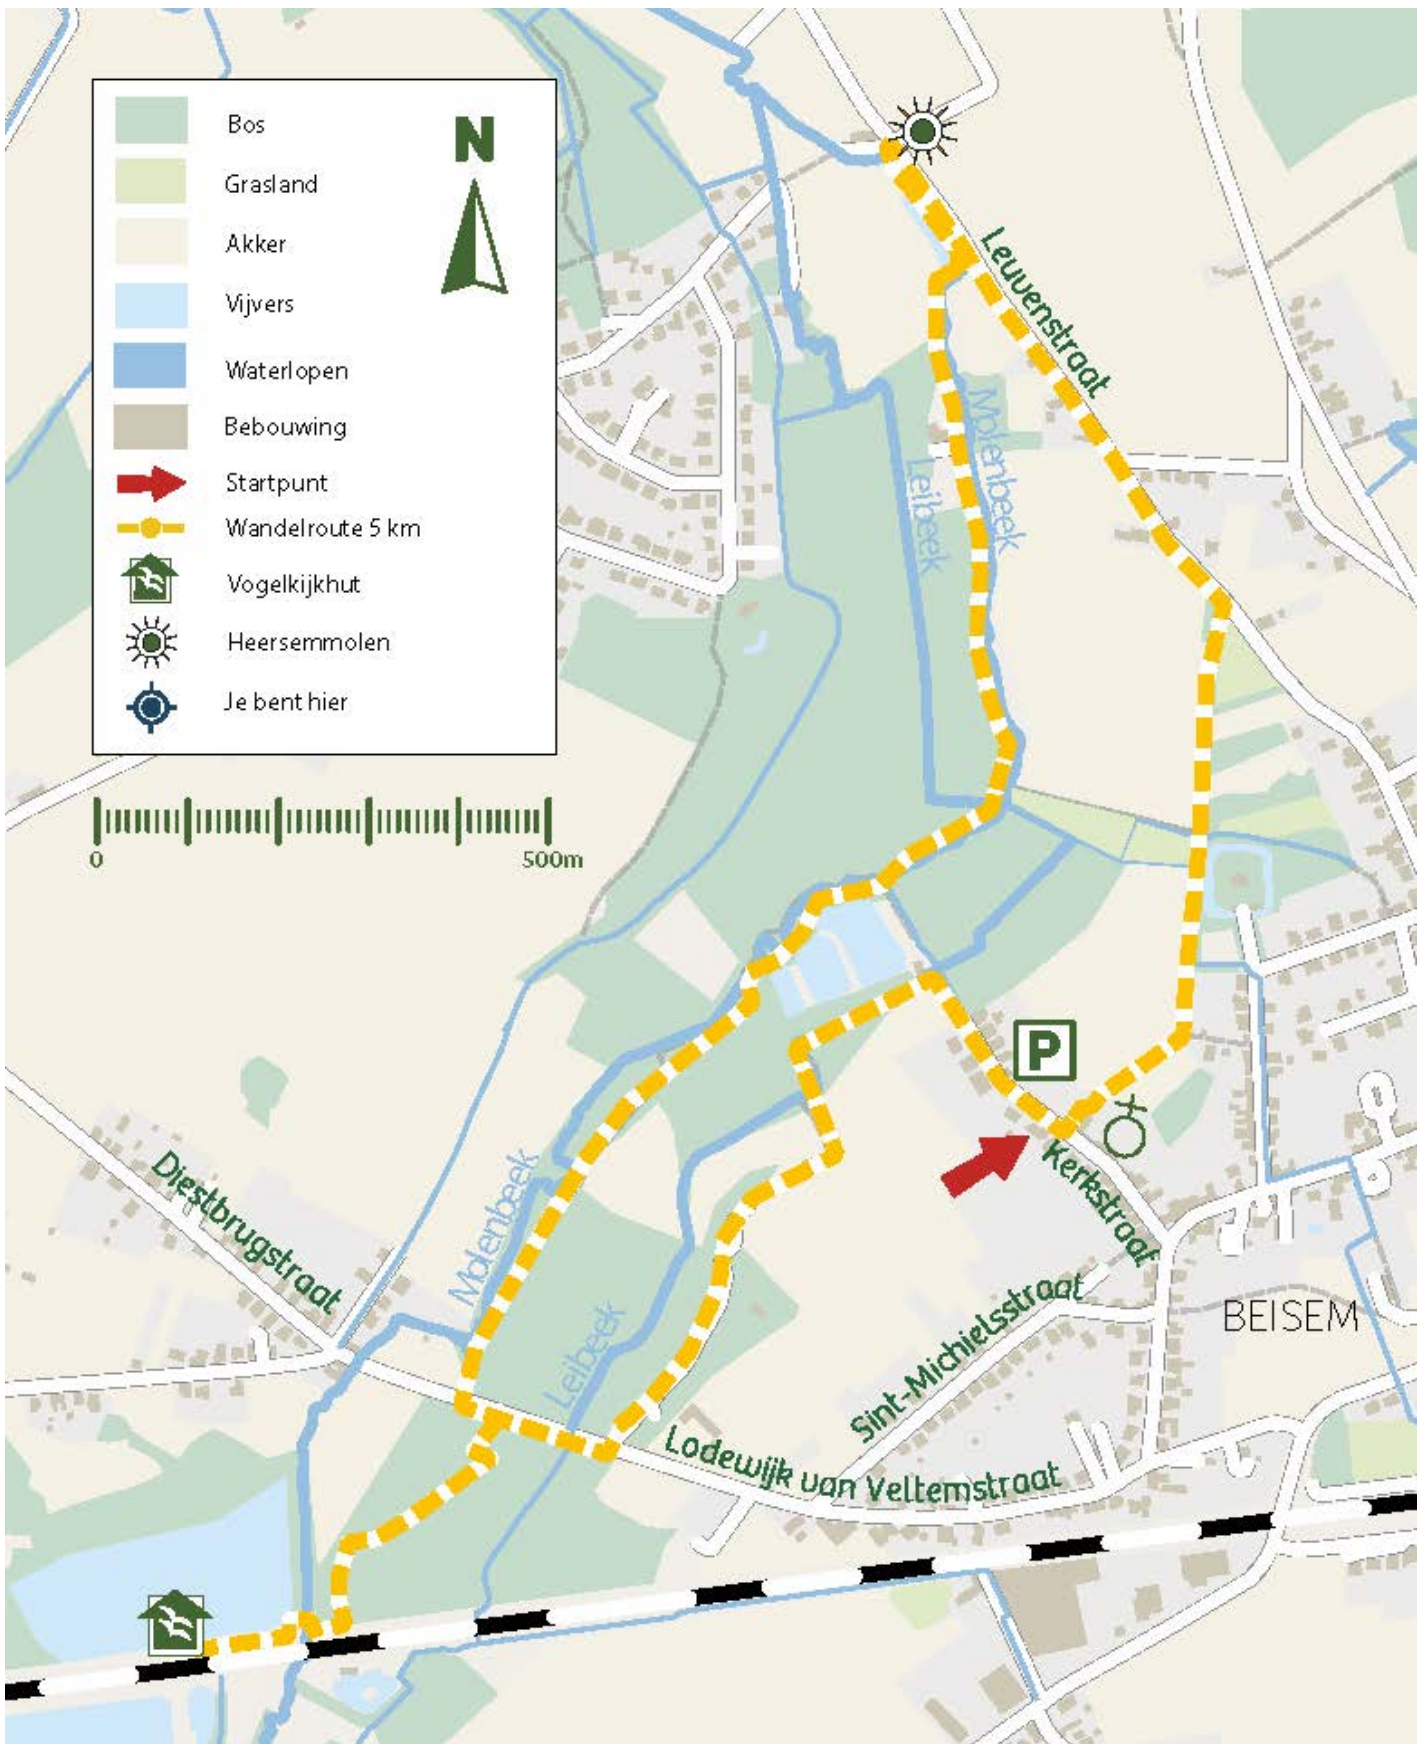 Bos
N
Grasland
Akker
Vijvers
Waterlopen
Bebouwing
Startpunt
Wandelroute 5 km
Vogelkijkhut
Heersemmolen
Je bent hier
0
500m
Leuvenstraat
Molenbeek
Leibeek
P
Kerkstraat
Diestbrugstraat
Molenbeek
Leibeek
Sint-Michielsstraat
BEISEM
Lodewijk van Veltemstraat